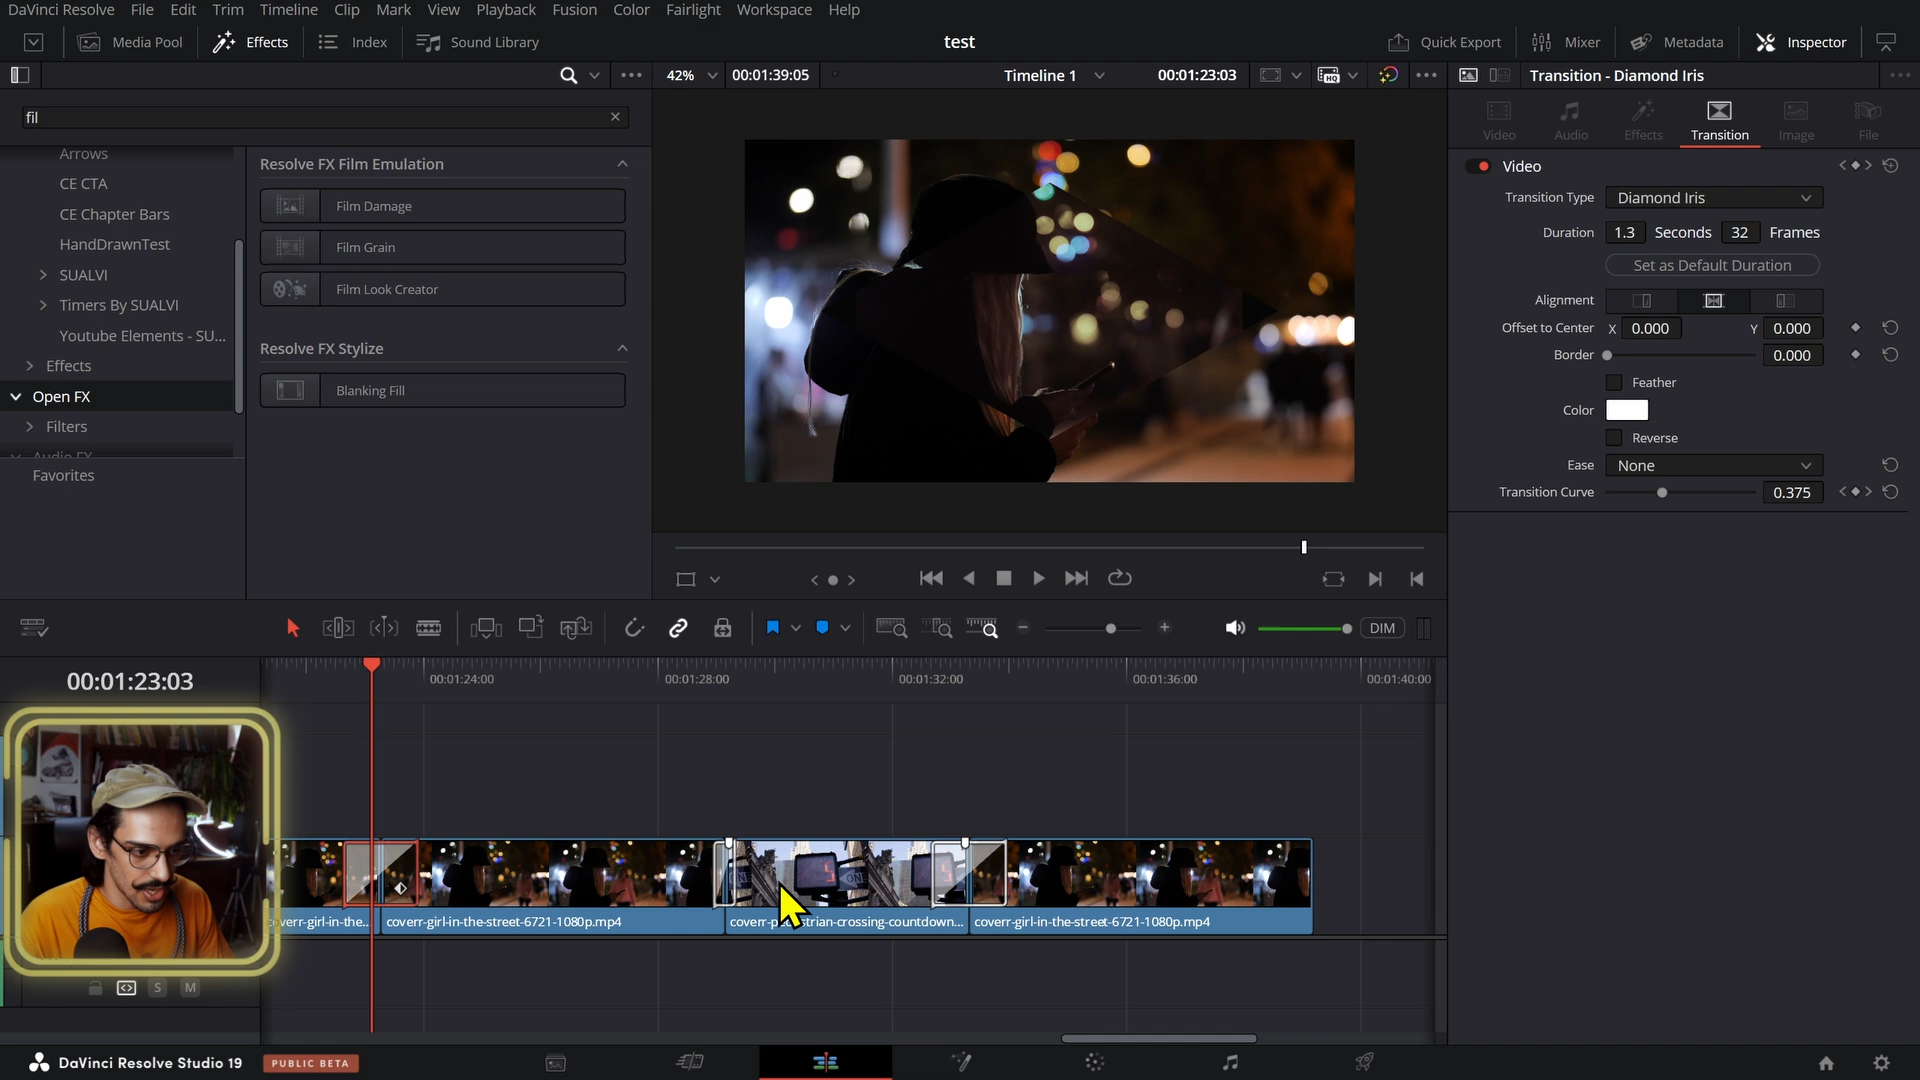 DaVinci Resolve File Edit Trim Timeline Clip Mark View Playback Fusion Color Fairlight Workspace Help
Media Pool Effects Index Sound Library test Quick Export Mixer Metadata Inspector
42% 00:01:39:05 Timeline 1 00:01:23:03 HQ Transition - Diamond Iris
fil
Video Audio Effects Transition Image File
Arrows
CE CTA
CE Chapter Bars
HandDrawnTest
SUALVI
Timers By SUALVI
Youtube Elements - SU...
Effects
Open FX
Filters
Audio FX
Favorites
Resolve FX Film Emulation
Film Damage
Film Grain
Film Look Creator
Resolve FX Stylize
Blanking Fill
Video
Transition Type Diamond Iris
Duration 1.3 Seconds 32 Frames
Set as Default Duration
Alignment
Offset to Center X 0.000 Y 0.000
Border 0.000
Feather
Color
Reverse
Ease None
Transition Curve 0.375
DIM
00:01:23:03
00:01:24:00 00:01:28:00 00:01:32:00 00:01:36:00 00:01:40:00
coverr-girl-in-the-street-6721-1080p.mp4
coverr-girl-in-the-street-6721-1080p.mp4
S M
DaVinci Resolve Studio 19 PUBLIC BETA